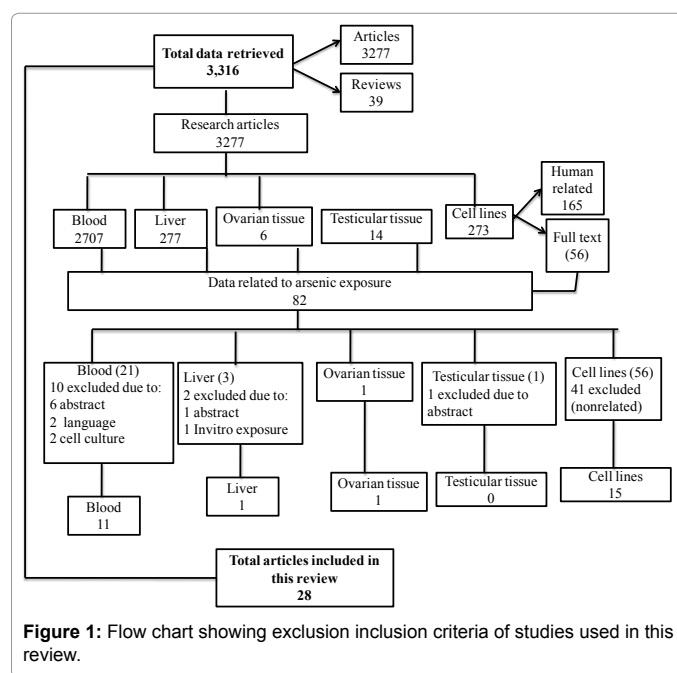 Total data retrieved
3,316
Articles
3277
Reviews
39
Research articles
3277
Blood
2707
Liver
277
Ovarian tissue
6
Testicular tissue
14
Cell lines
273
Human
related
165
Full text
(56)
Data related to arsenic exposure
82
Blood (21)
10 excluded due to:
6 abstract
2 language
2 cell culture
Liver (3)
2 excluded due to:
1 abstract
1 Invitro exposure
Ovarian tissue
1
Testicular tissue (1)
1 excluded due to
abstract
Cell lines (56)
41 excluded
(nonrelated)
Blood
11
Liver
1
Ovarian tissue
1
Testicular tissue
0
Cell lines
15
Total articles included in
this review
28
Figure 1: Flow chart showing exclusion inclusion criteria of studies used in this
review.